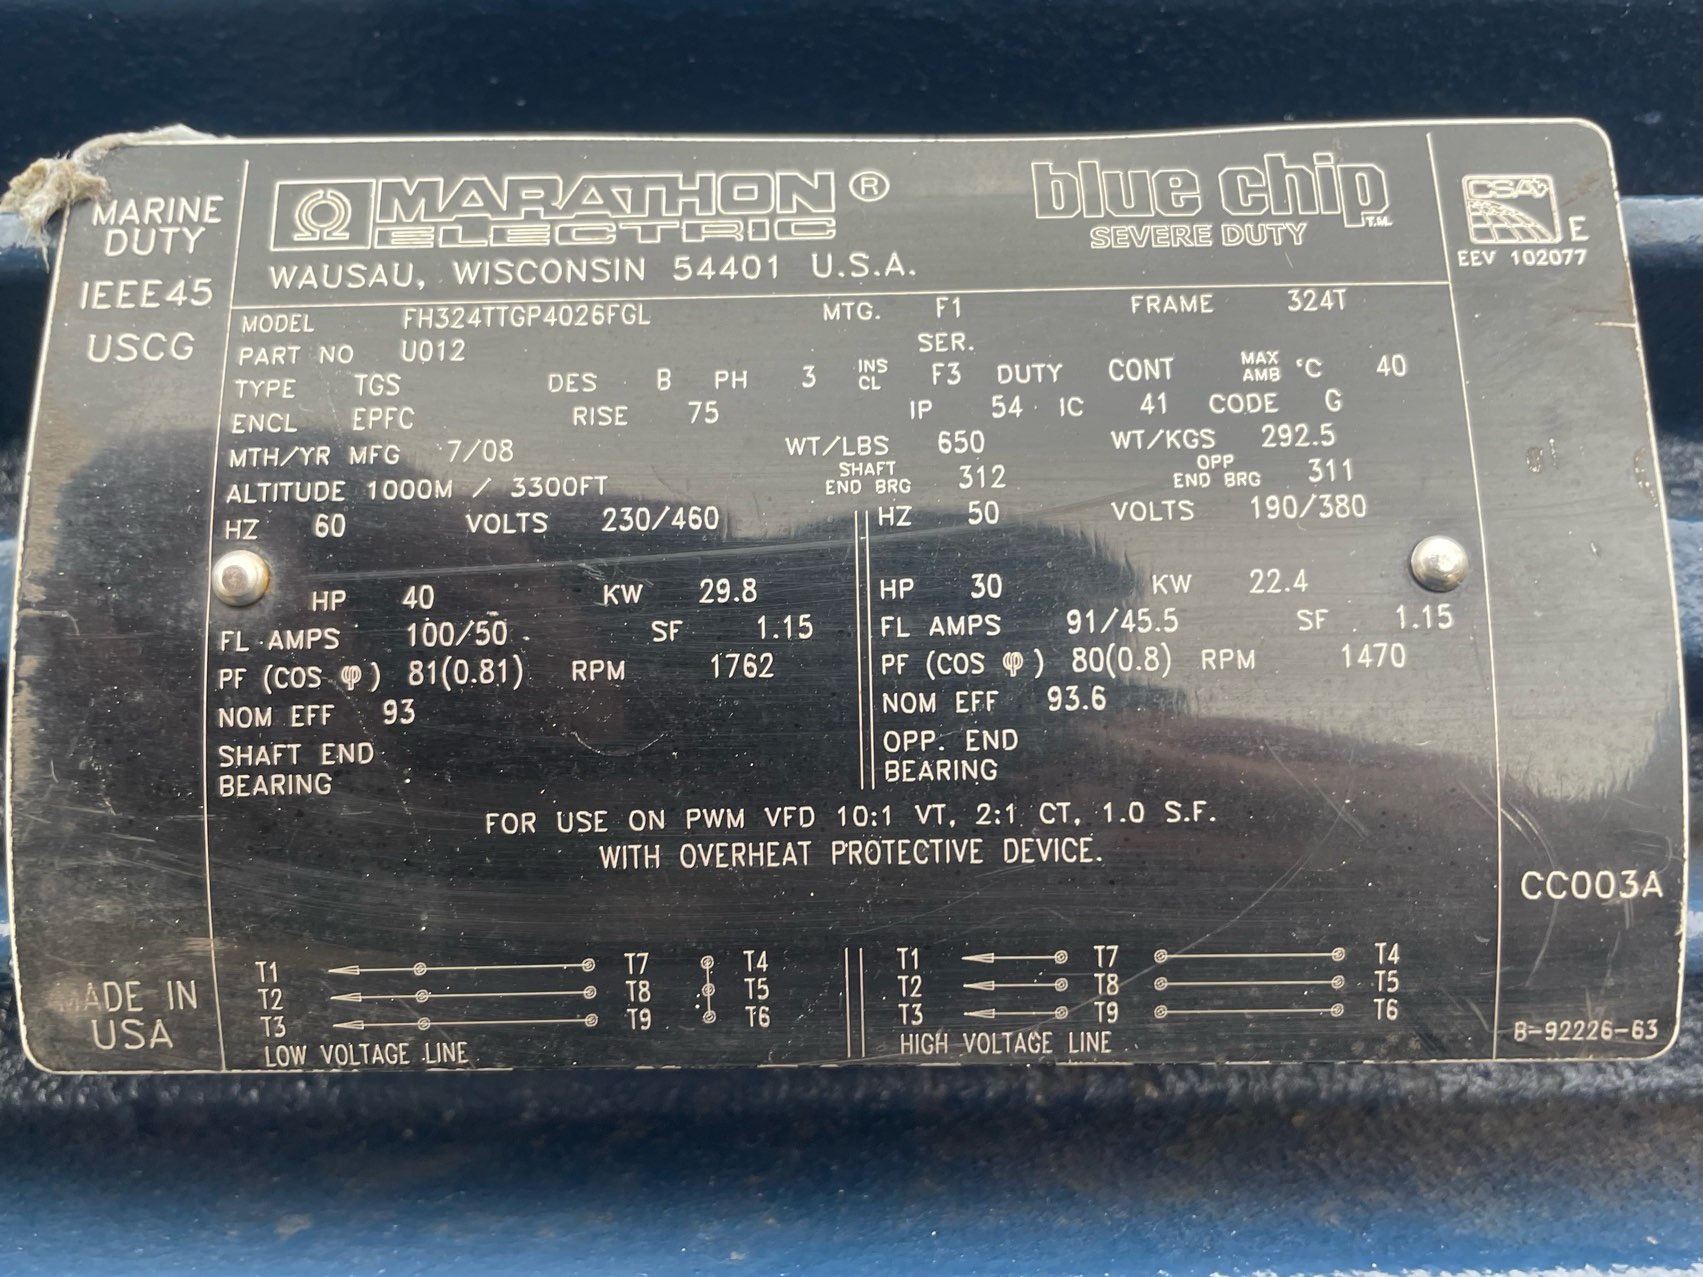 MARINE
DUTY
IEEE45
USCG
MARATHON ®
ELECTRIC
WAUSAU, WISCONSIN 54401 U.S.A.
blue chip T.M.
SEVERE DUTY
CSA E
EEV 102077
MODEL FH324TTGP4026FGL MTG. F1 FRAME 324T
PART NO U012 SER.
TYPE TGS DES B PH 3 INS CL F3 DUTY CONT MAX AMB °C 40
ENCL EPFC RISE 75 IP 54 IC 41 CODE G
MTH/YR MFG 7/08 WT/LBS 650 WT/KGS 292.5
ALTITUDE 1000M / 3300FT SHAFT END BRG 312 OPP END BRG 311
HZ 60 VOLTS 230/460 HZ 50 VOLTS 190/380
HP 40 KW 29.8 HP 30 KW 22.4
FL AMPS 100/50 SF 1.15 FL AMPS 91/45.5 SF 1.15
PF (COS φ) 81(0.81) RPM 1762 PF (COS φ) 80(0.8) RPM 1470
NOM EFF 93 NOM EFF 93.6
SHAFT END OPP. END
BEARING BEARING
FOR USE ON PWM VFD 10:1 VT, 2:1 CT, 1.0 S.F.
WITH OVERHEAT PROTECTIVE DEVICE.
CC003A
T1 T7 T4 T1 T7 T4
T2 T8 T5 T2 T8 T5
T3 T9 T6 T3 T9 T6
LOW VOLTAGE LINE HIGH VOLTAGE LINE
MADE IN
USA
B-92226-63